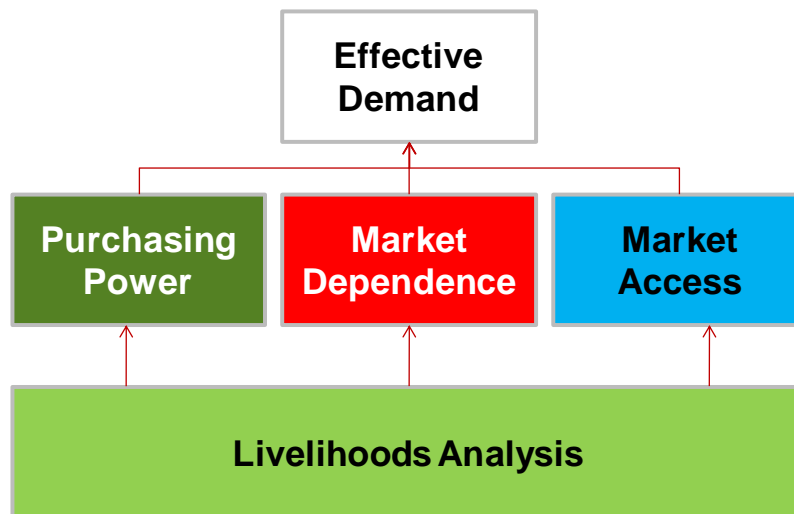 Effective
Demand
Purchasing
Power
Market
Dependence
Market
Access
Livelihoods Analysis